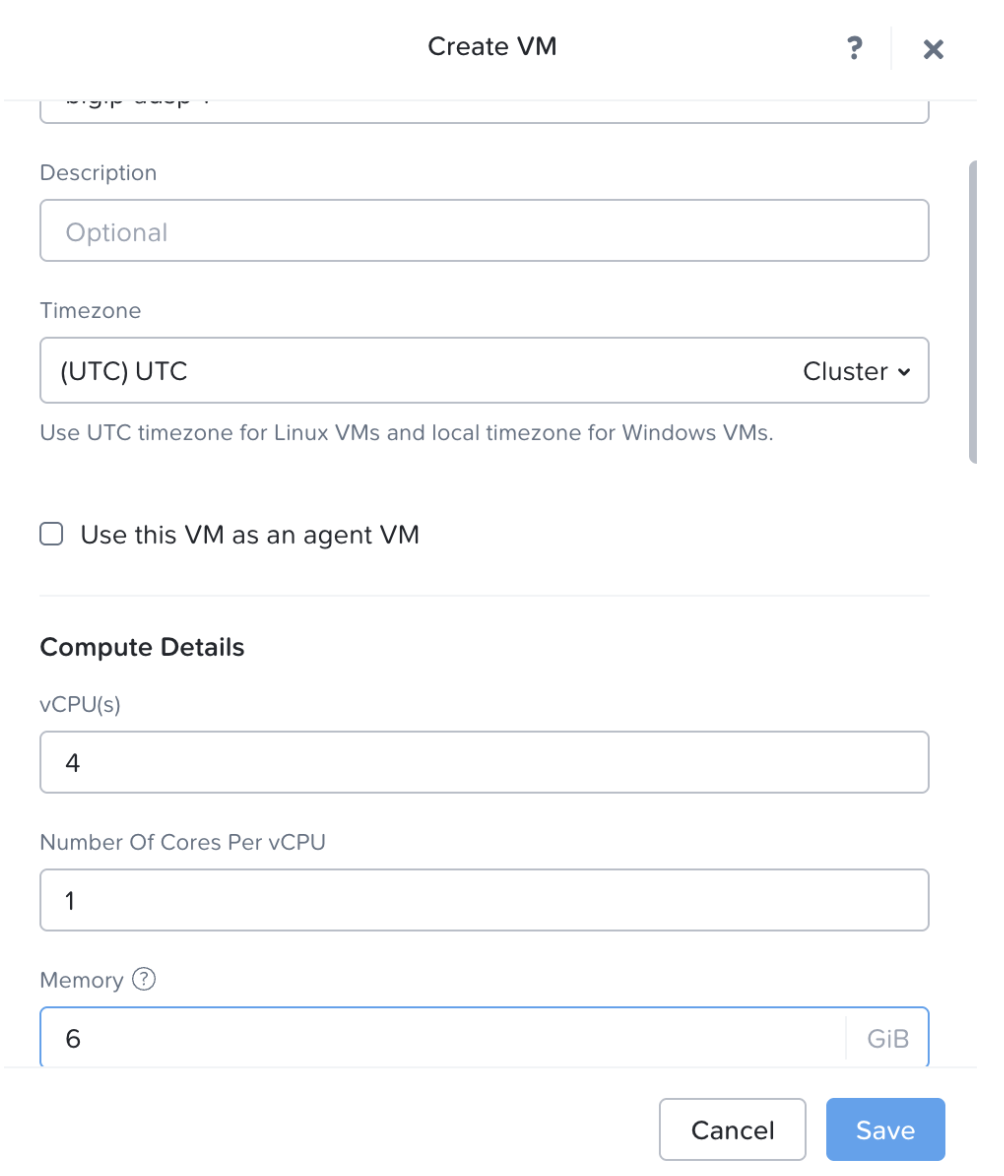 Create VM
?
Description
Optional
Timezone
(UTC) UTC Cluster
Use UTC timezone for Linux VMs and local timezone for Windows VMs.
Use this VM as an agent VM
Compute Details
vCPU(s)
4
Number Of Cores Per vCPU
1
Memory ?
6 GiB
Cancel Save